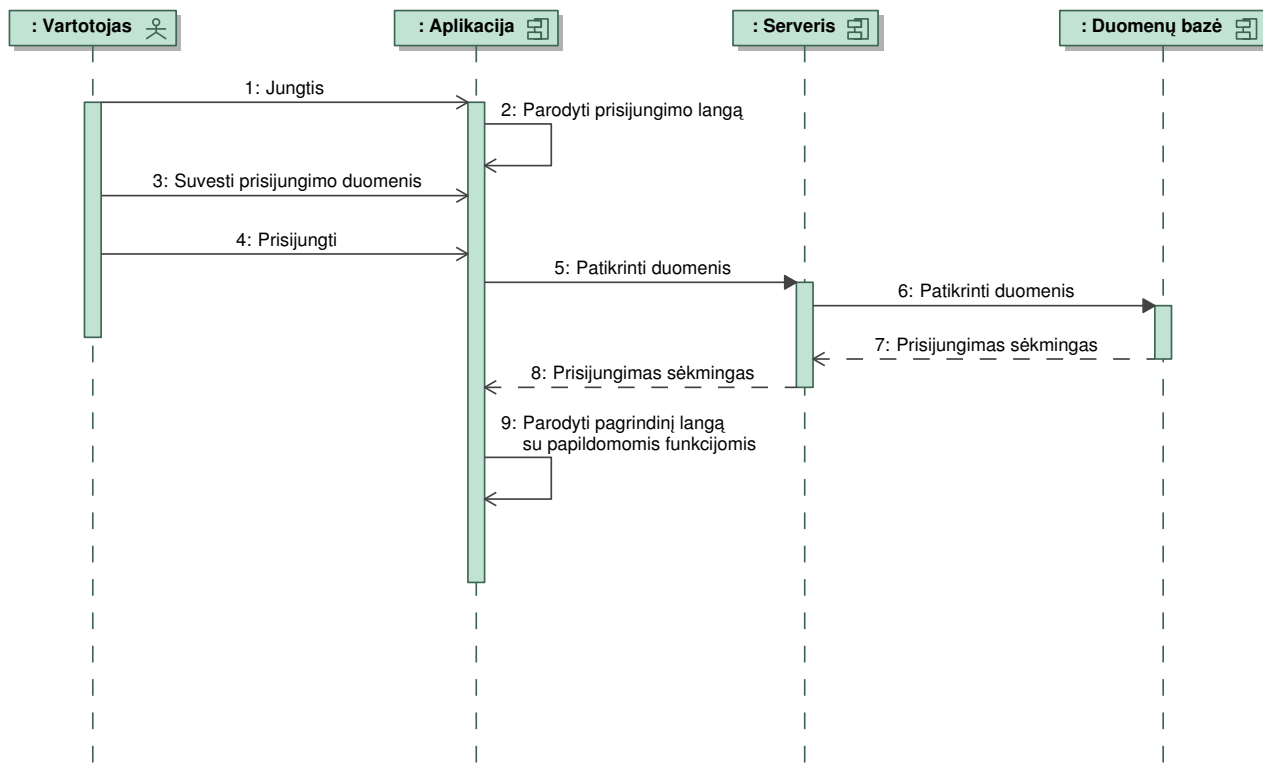 : Vartotojas
: Aplikacija
: Serveris
: Duomenų bazė
1: Jungtis
2: Parodyti prisijungimo langą
3: Suvesti prisijungimo duomenis
4: Prisijungti
5: Patikrinti duomenis
6: Patikrinti duomenis
7: Prisijungimas sėkmingas
8: Prisijungimas sėkmingas
9: Parodyti pagrindinį langą
su papildomomis funkcijomis